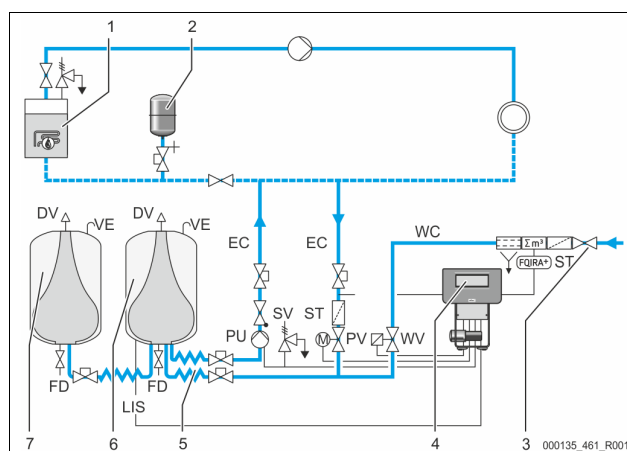 1
2
DV
VE
DV
VE
EC
EC
WC
Σm³
FQIRA+
ST
SV
ST
PU
M
PV
WV
FD
FD
LIS
7
6
5
4
3
000135_461_R001